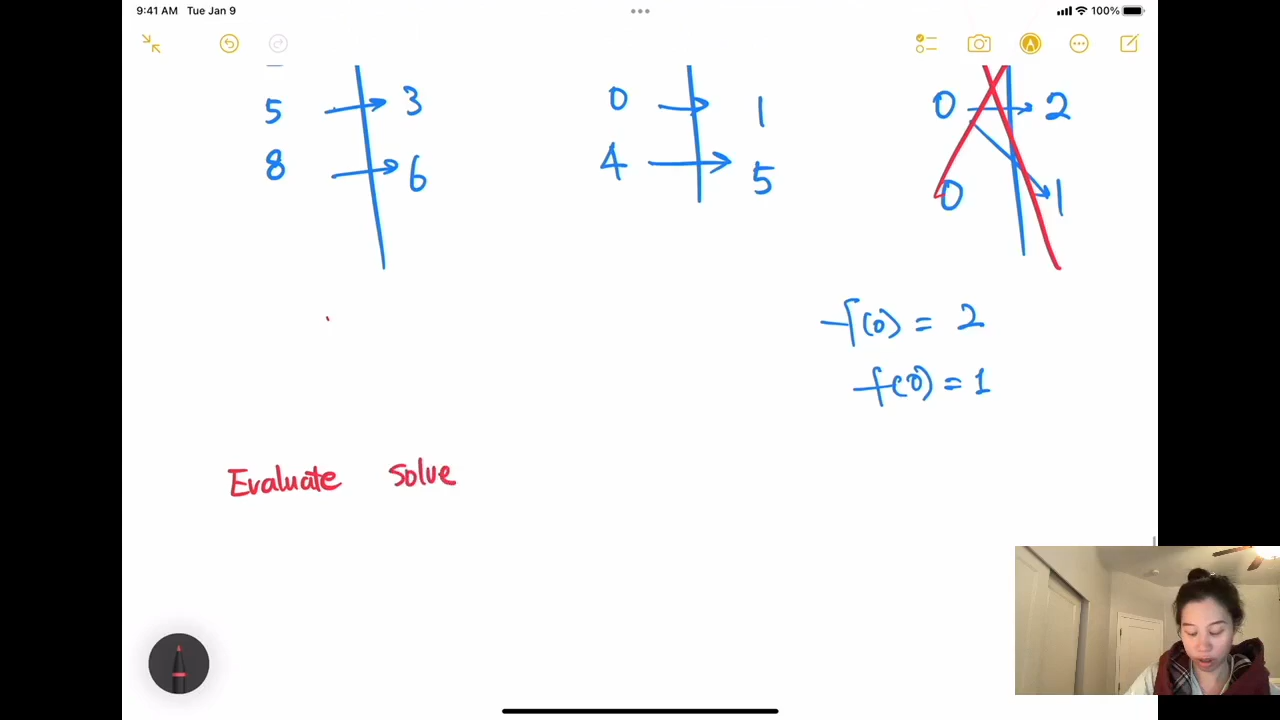 9:41 AM Tue Jan 9
100%
5 → 3 0 → 1 0 → 2
8 → 6 4 → 5 0 1
f(0) = 2
f(0) = 1
Evaluate Solve